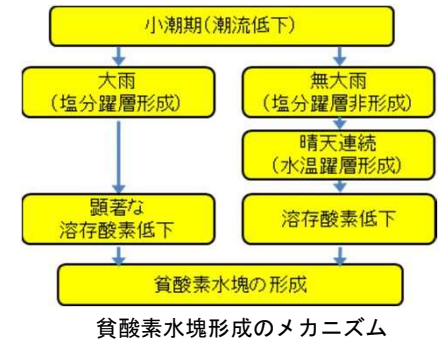 小潮期(潮流低下)
大雨
(塩分躍層形成)
無大雨
(塩分躍層非形成)
晴天連続
(水温躍層形成)
顕著な
溶存酸素低下
溶存酸素低下
貧酸素水塊の形成
貧酸素水塊形成のメカニズム